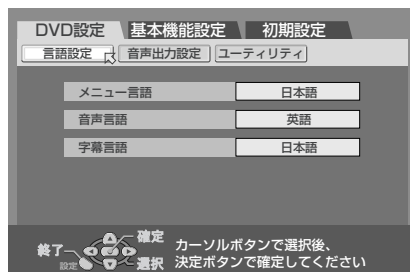 DVD設定 基本機能設定 初期設定
言語設定 音声出力設定 ユーティリティ
メニュー言語 日本語
音声言語 英語
字幕言語 日本語
確定
終了
設定 選択
カーソルボタンで選択後、
決定ボタンで確定してください